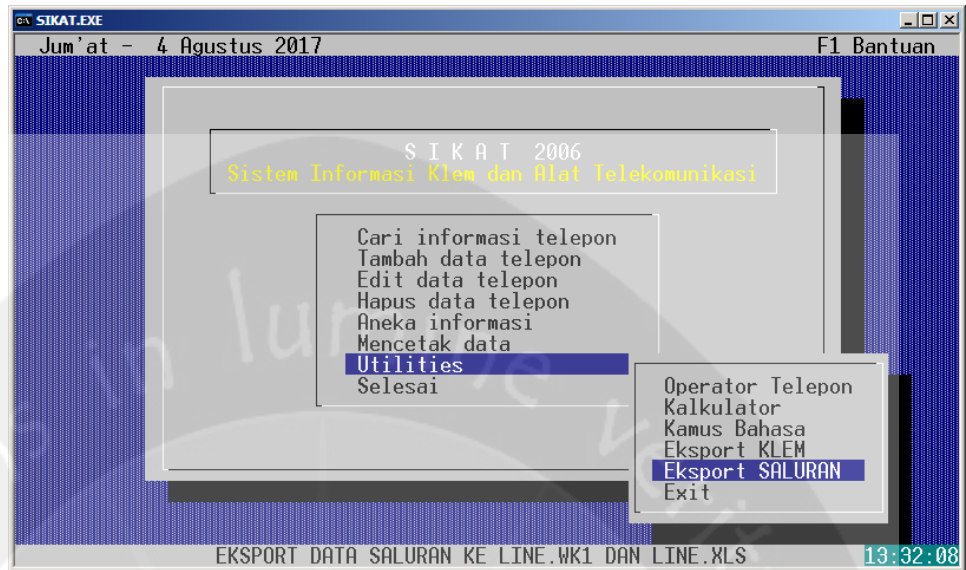 SIKAT.EXE
Jum'at - 4 Agustus 2017 F1 Bantuan
S I K A T 2006
Sistem Informasi Klem dan Alat Telekomunikasi
Cari informasi telepon
Tambah data telepon
Edit data telepon
Hapus data telepon
Aneka informasi
Mencetak data
Utilities
Selesai
Operator Telepon
Kalkulator
Kamus Bahasa
Eksport KLEM
Eksport SALURAN
Exit
in lumine
EKSPORT DATA SALURAN KE LINE.WK1 DAN LINE.XLS 13:32:08